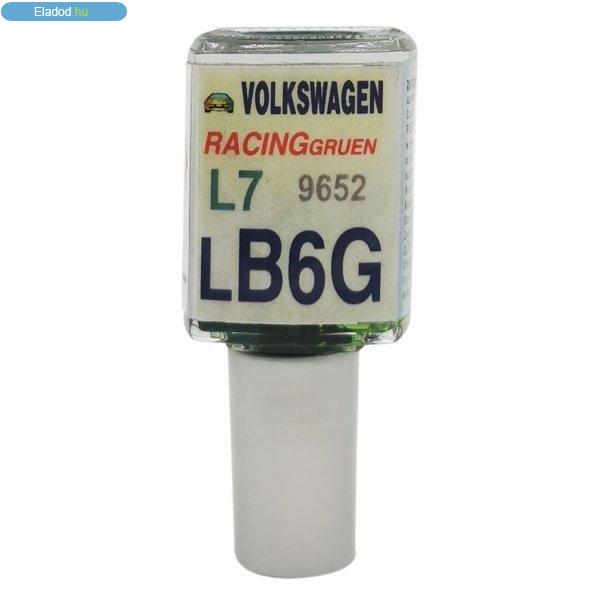 Eladod.hu
VOLKSWAGEN
RACINGGRUEN
L7 9652
LB6G